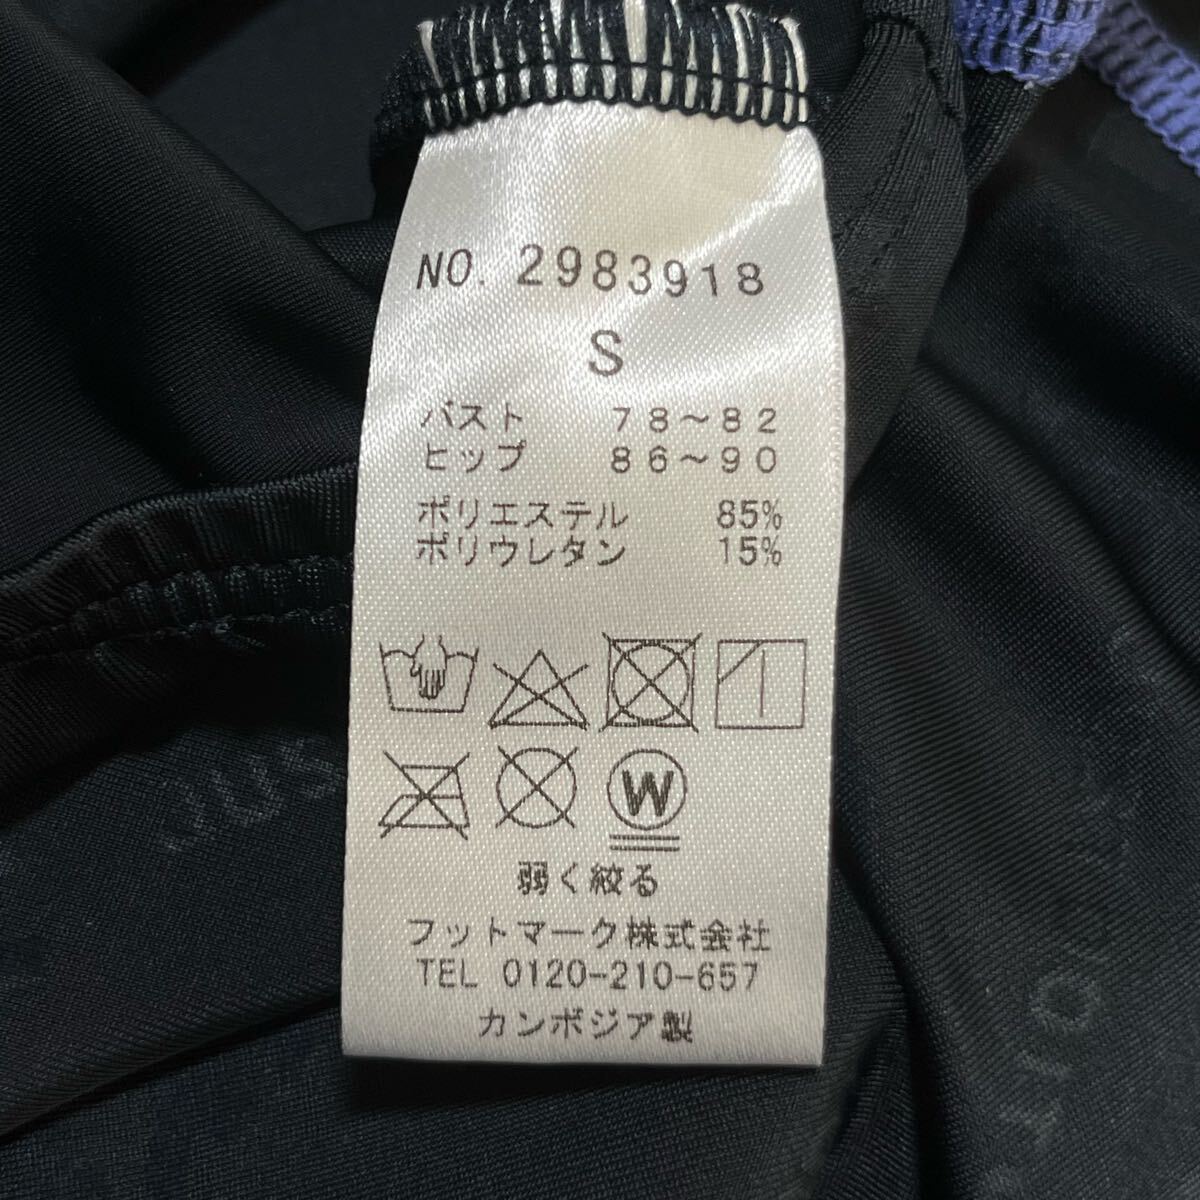 NO. 2983918
S
バスト 78〜82
ヒップ 86〜90
ポリエステル 85%
ポリウレタン 15%
W
弱く絞る
フットマーク株式会社
TEL 0120-210-657
カンボジア製